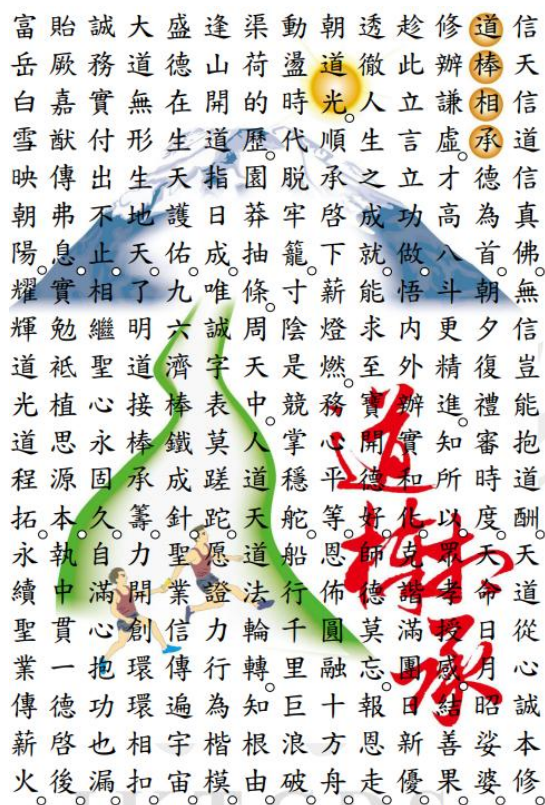 信天信道信真佛。無信豈能抱道酬。天道從心誠本修。
道棒相承德為首。朝夕復禮審時度。天命日月昭娑婆。
修辦謙虛。才高八斗更精進。知所以。眾孝授感。結善果。
趁此立言立功做。悟內外辦實和化。克諧滿團。日新優。
透徹人生之成就。能求至寶開德好。師德莫忘。報恩走。
朝道光。順承啓下。薪燈燃。務心平等。恩佈圓融十方舟。
動盪時代脫牢籠。寸陰是競掌穩舵。船行千里巨浪破。
渠荷的歷。園莽抽條。周天中。人道天道法輪轉。知根由。
逢山開道指日成。唯誠字表莫蹉跎。愿證力行為楷模。
盛德在生天護佑。九六濟棒鐵成針。聖業信傳遍宇宙。
大道無形生地天。了明道接棒承籌。力開創環環相扣。
誠務實付出不止。相繼聖心永固久。自滿心抱功也漏。
貽厥嘉猷傳弗息。實勉祗植思源本。執中貫一德啓後。
富岳白雪映朝陽。耀輝道光道程拓。永續聖業傳薪火。
道棒相承